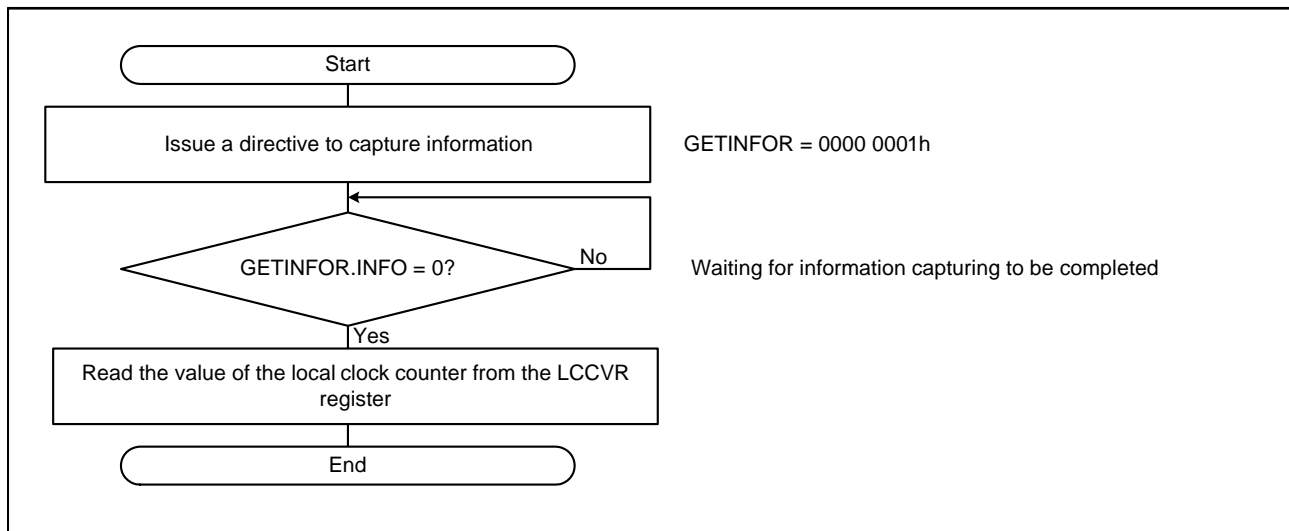 Start
Issue a directive to capture information
GETINFOR = 0000 0001h
GETINFOR.INFO = 0?
No
Waiting for information capturing to be completed
Yes
Read the value of the local clock counter from the LCCVR
register
End